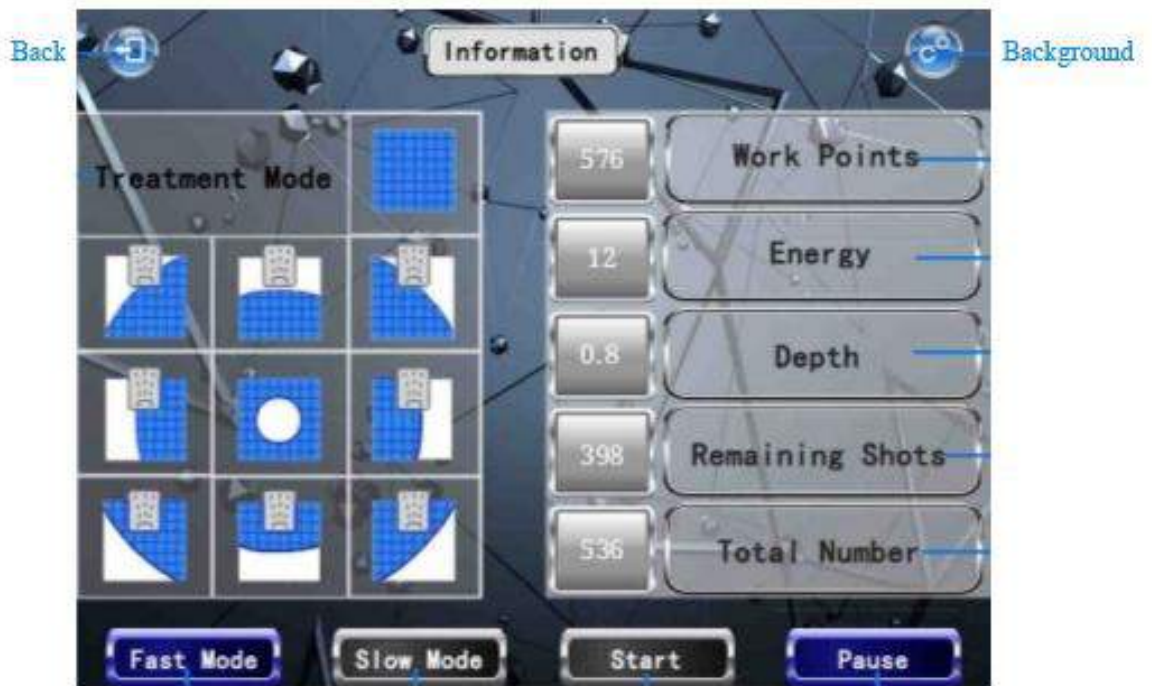 Back
Information
Background
Treatment Mode
576 Work Points
12 Energy
0.8 Depth
398 Remaining Shots
536 Total Number
Fast Mode
Slow Mode
Start
Pause